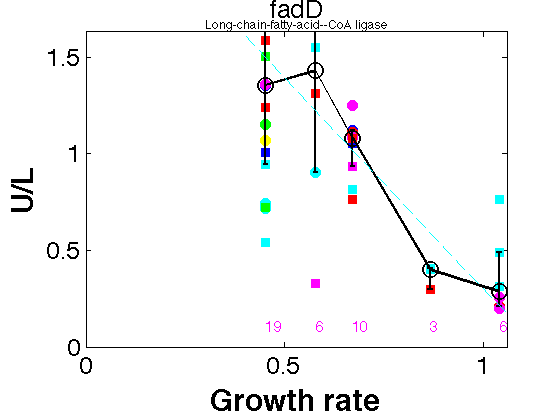 fadD
Long-chain-fatty-acid--CoA ligase
1.5
1
0.5
0
U/L
19 6 10 3 6
0 0.5 1
Growth rate